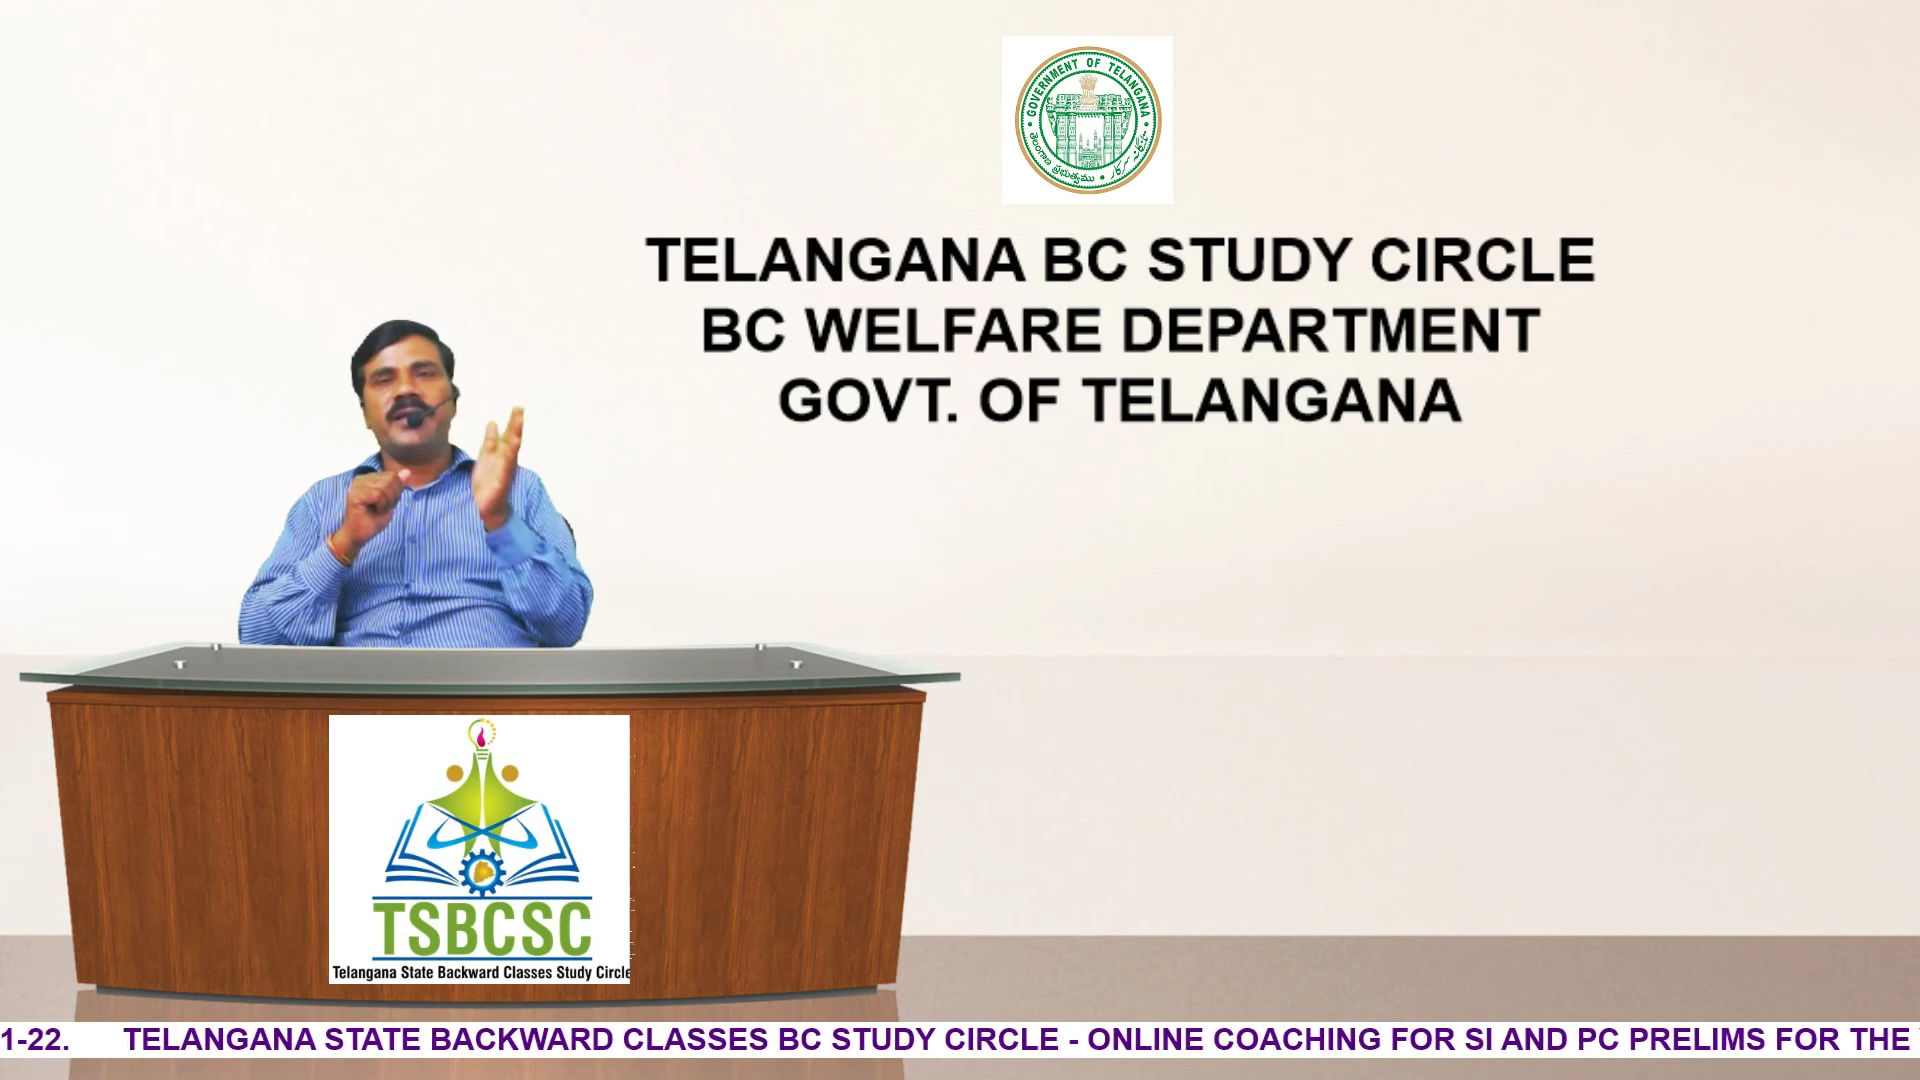 GOVERNMENT OF TELANGANA
తెలంగాణ ప్రభుత్వము
TELANGANA BC STUDY CIRCLE
BC WELFARE DEPARTMENT
GOVT. OF TELANGANA
TSBCSC
Telangana State Backward Classes Study Circle
1-22. TELANGANA STATE BACKWARD CLASSES BC STUDY CIRCLE - ONLINE COACHING FOR SI AND PC PRELIMS FOR THE